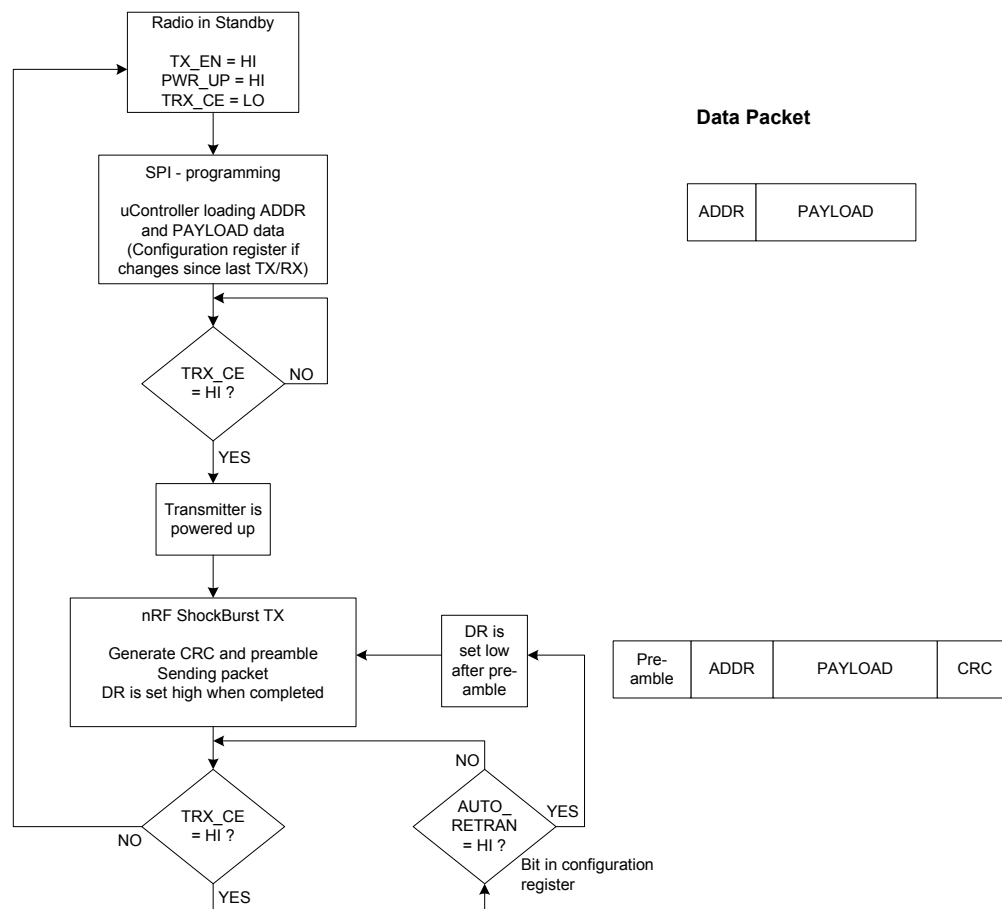 Radio in Standby
TX_EN = HI
PWR_UP = HI
TRX_CE = LO
Data Packet
SPI - programming
uController loading ADDR
and PAYLOAD data
(Configuration register if
changes since last TX/RX)
ADDR
PAYLOAD
TRX_CE
= HI ?
NO
YES
Transmitter is
powered up
nRF ShockBurst TX
Generate CRC and preamble
Sending packet
DR is set high when completed
DR is
set low
after pre-
amble
Pre-
amble
ADDR
PAYLOAD
CRC
TRX_CE
= HI ?
NO
YES
NO
AUTO_
RETRAN
= HI ?
YES
Bit in configuration
register